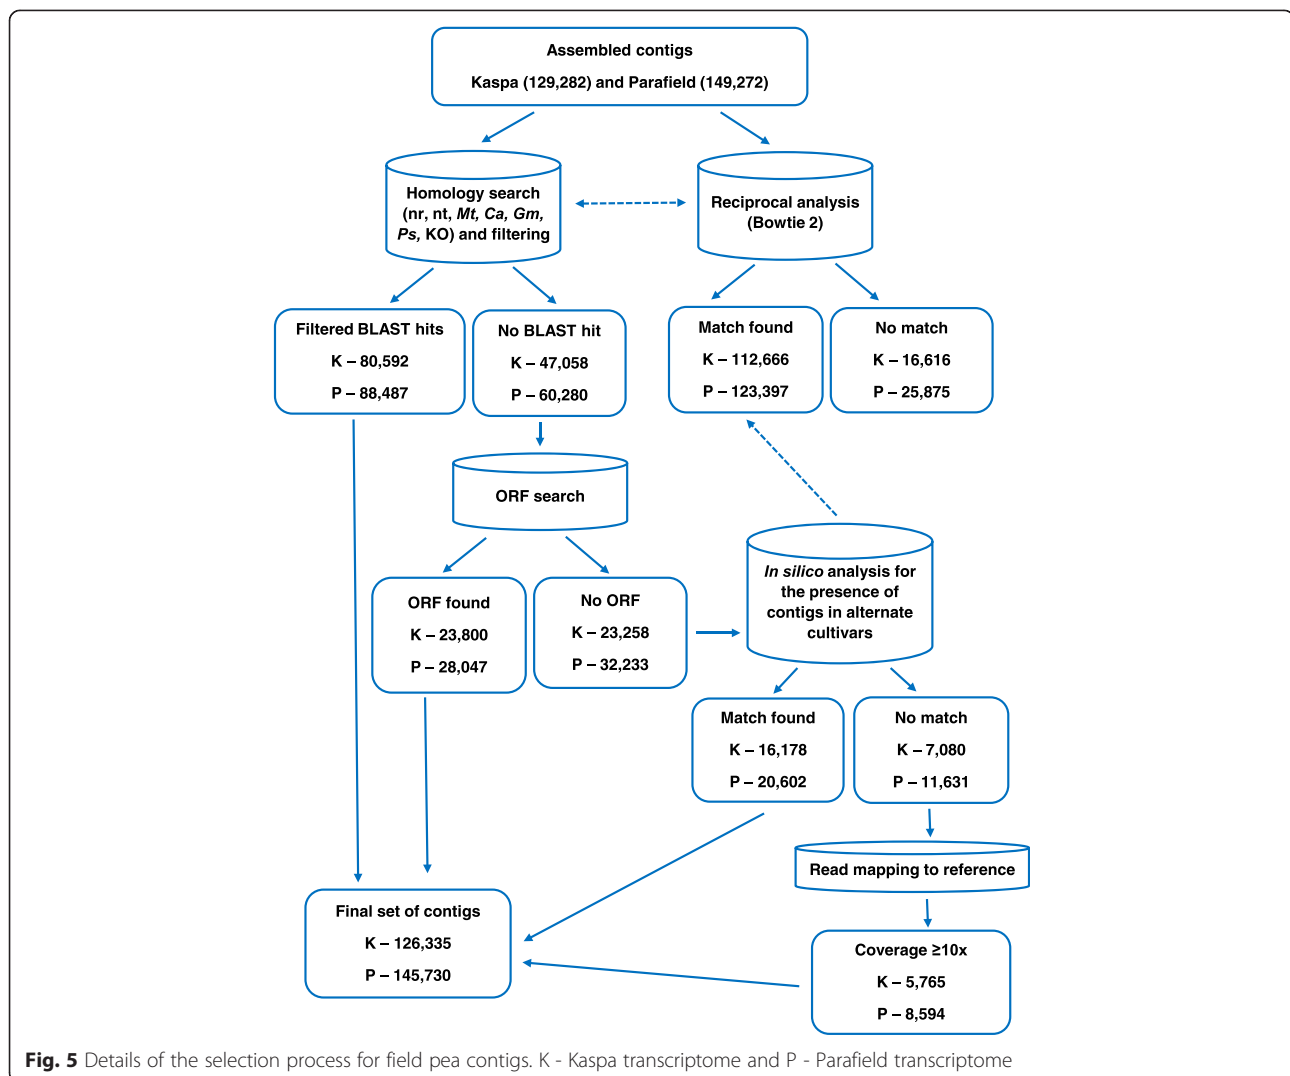 Assembled contigs
Kaspa (129,282) and Parafield (149,272)
Homology search
(nr, nt, Mt, Ca, Gm,
Ps, KO) and filtering
Reciprocal analysis
(Bowtie 2)
Filtered BLAST hits
K – 80,592
P – 88,487
No BLAST hit
K – 47,058
P – 60,280
Match found
K – 112,666
P – 123,397
No match
K – 16,616
P – 25,875
ORF search
ORF found
K – 23,800
P – 28,047
No ORF
K – 23,258
P – 32,233
In silico analysis for
the presence of
contigs in alternate
cultivars
Match found
K – 16,178
P – 20,602
No match
K – 7,080
P – 11,631
Read mapping to reference
Final set of contigs
K – 126,335
P – 145,730
Coverage ≥10x
K – 5,765
P – 8,594
Fig. 5 Details of the selection process for field pea contigs. K - Kaspa transcriptome and P - Parafield transcriptome